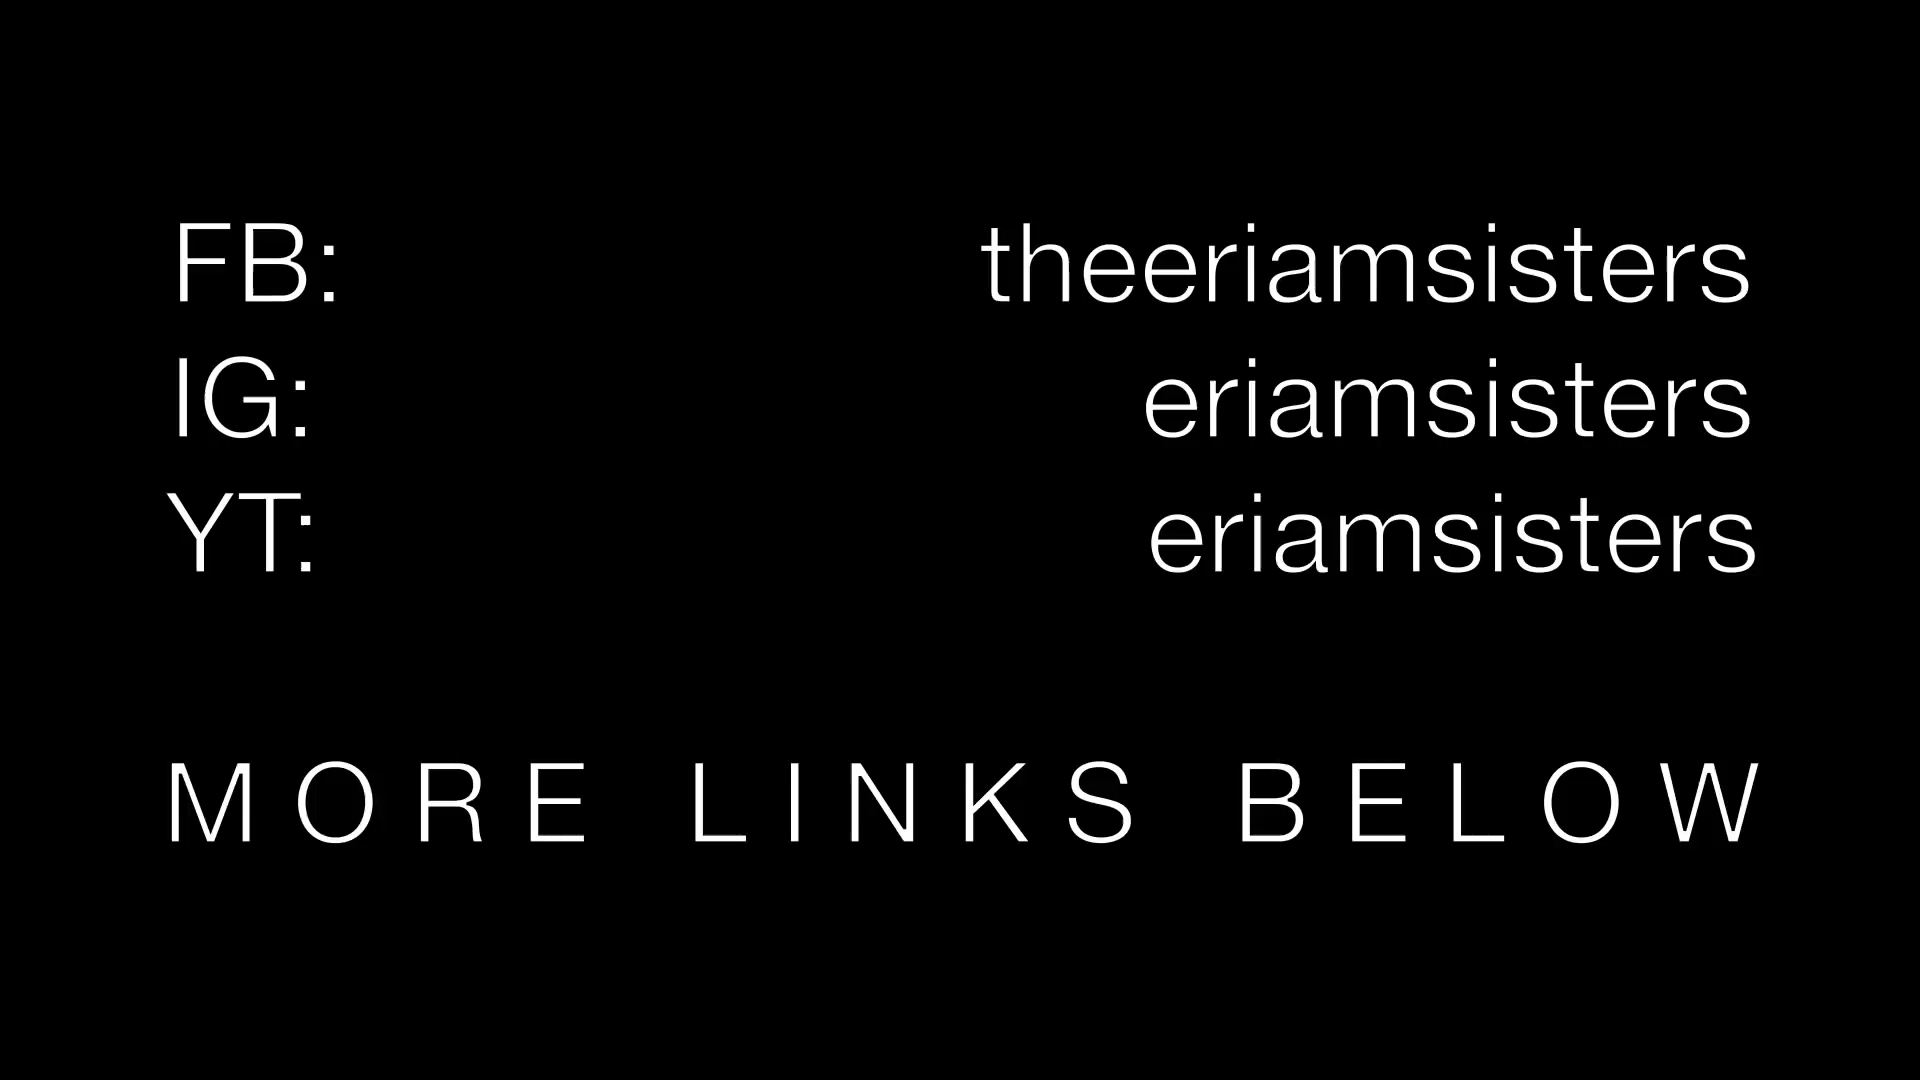 FB: theeriamsisters
IG: eriamsisters
YT: eriamsisters
MORE LINKS BELOW